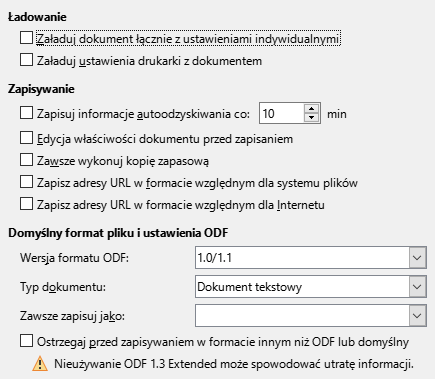 Ładowanie
Załaduj dokument łącznie z ustawieniami indywidualnymi
Załaduj ustawienia drukarki z dokumentem
Zapisywanie
Zapisuj informacje autoodzyskiwania co: 10 min
Edycja właściwości dokumentu przed zapisaniem
Zawsze wykonuj kopię zapasową
Zapisz adresy URL w formacie względnym dla systemu plików
Zapisz adresy URL w formacie względnym dla Internetu
Domyślny format pliku i ustawienia ODF
Wersja formatu ODF: 1.0/1.1
Typ dokumentu: Dokument tekstowy
Zawsze zapisuj jako:
Ostrzegaj przed zapisywaniem w formacie innym niż ODF lub domyślny
Nieużywanie ODF 1.3 Extended może spowodować utratę informacji.